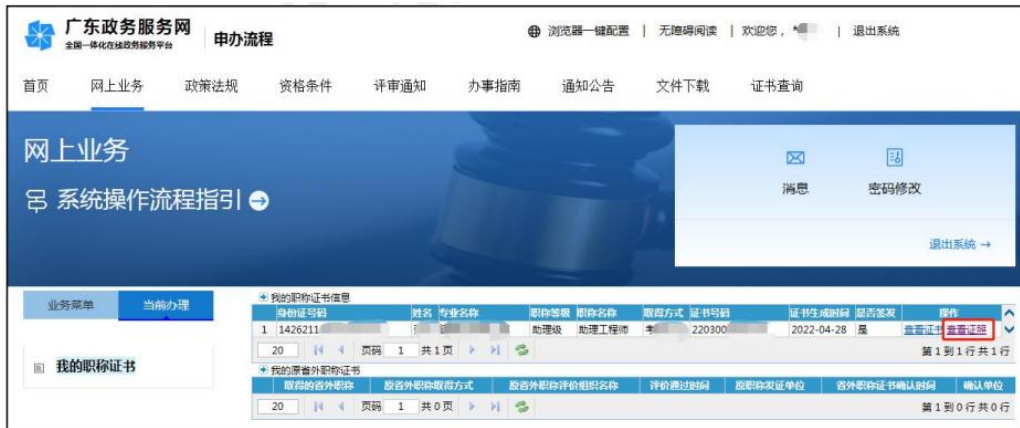 广东政务服务网
全国一体化在线政务服务平台
申办流程
浏览器一键配置 | 无障碍阅读 | 欢迎您，* | 退出系统
首页 网上业务 政策法规 资格条件 评审通知 办事指南 通知公告 文件下载 证书查询
网上业务
系统操作流程指引
消息 密码修改
退出系统 →
业务菜单 当前办理
我的职称证书
我的职称证书信息
身份证号码 姓名 专业名称 职称等级 职称名称 取得方式 证书号码 证书生成时间 是否签发 操作
1 1426211 助理级 助理工程师 考 220300 2022-04-28 是 查看证书 查看证照
20 页码 1 共1页 第1到1行共1行
我的原省外职称证书
取得的省外职称 原省外职称取得方式 原省外职称评价组织名称 评价通过时间 原职称发证单位 省外职称证书确认时间 确认单位
20 页码 1 共0页 第1到0行共0行